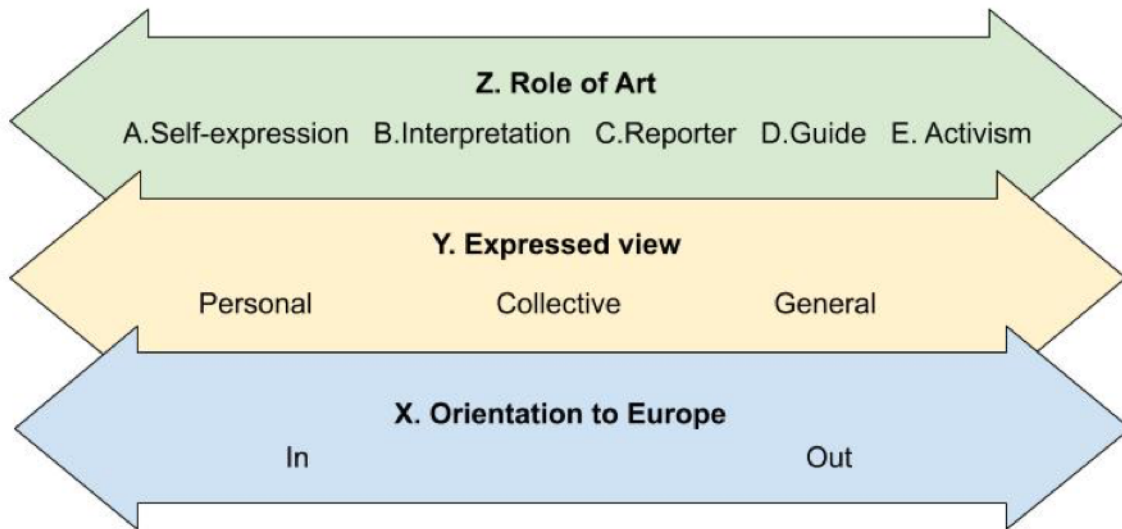 Z. Role of Art
A.Self-expression B.Interpretation C.Reporter D.Guide E. Activism
Y. Expressed view
Personal Collective General
X. Orientation to Europe
In Out